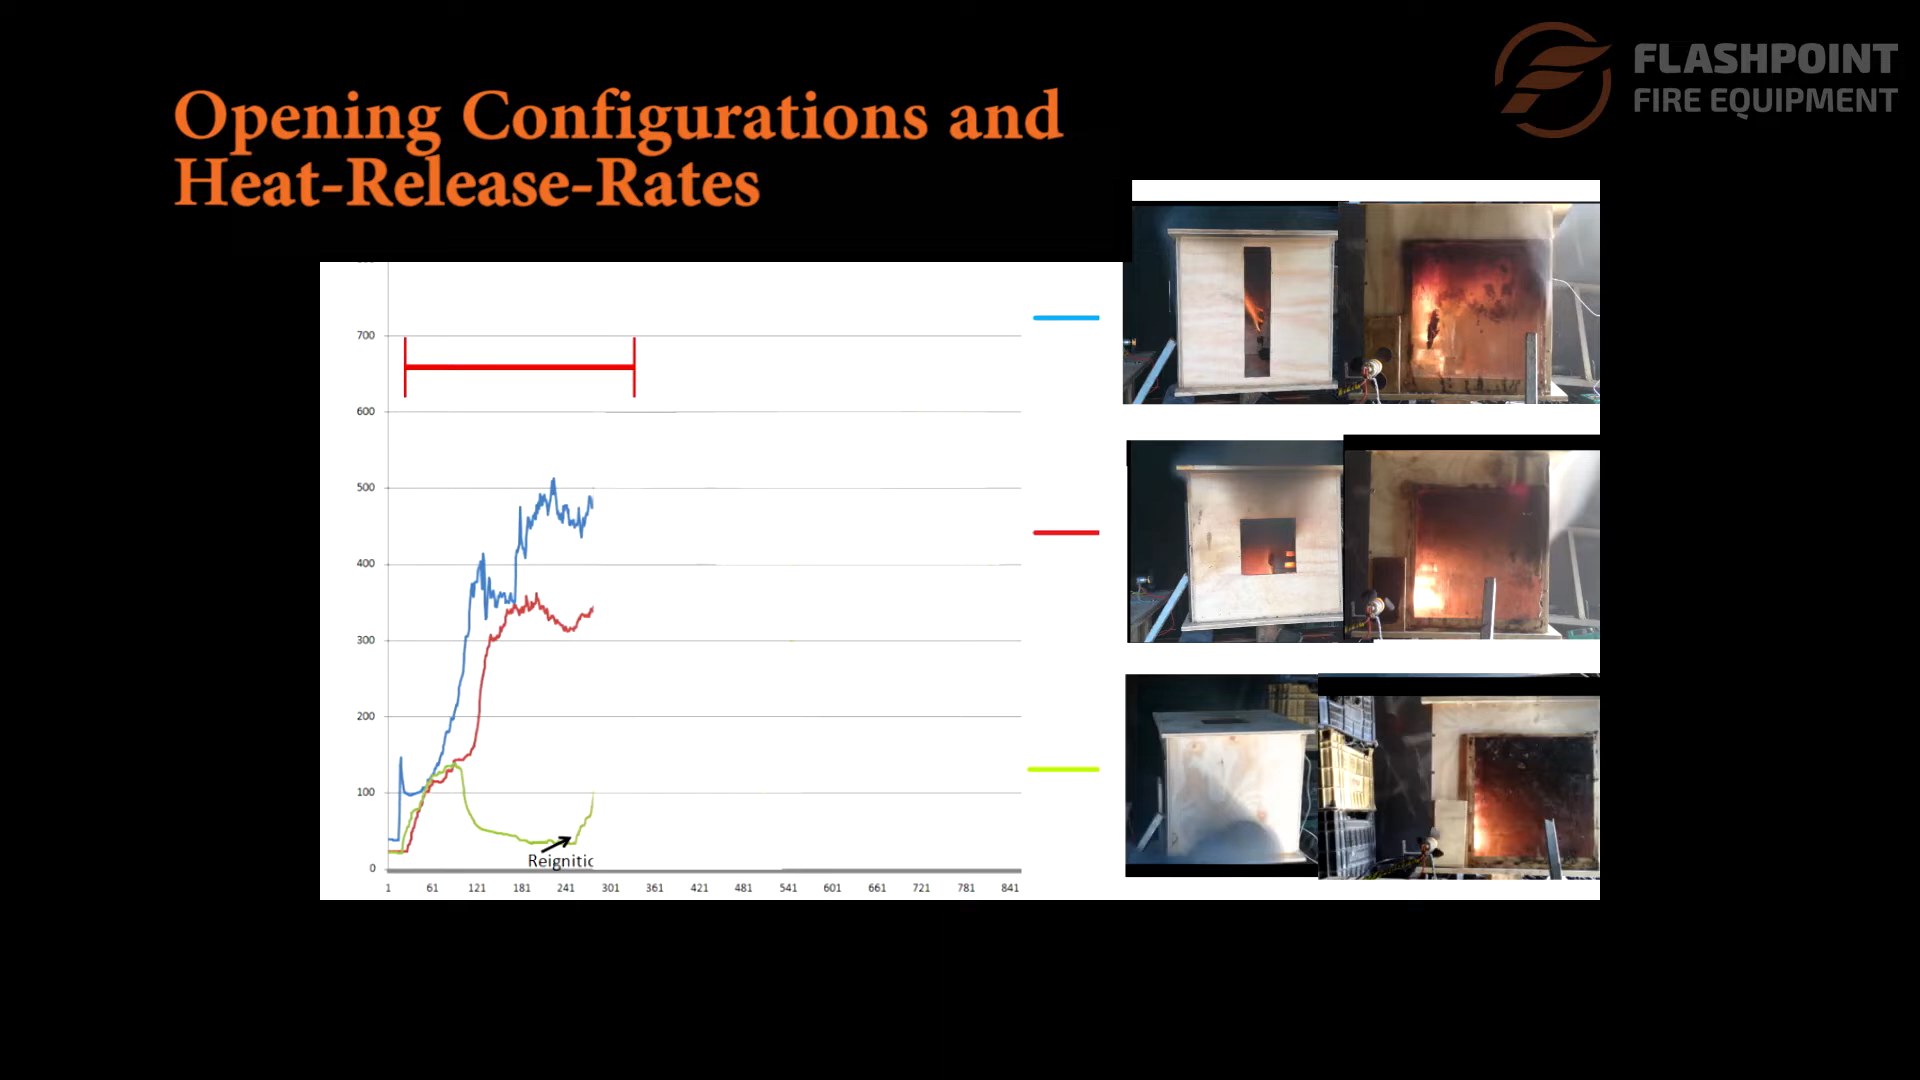 FLASHPOINT
FIRE EQUIPMENT
Opening Configurations and
Heat-Release-Rates
700
600
500
400
300
200
100
0
Reignitic
1 61 121 181 241 301 361 421 481 541 601 661 721 781 841